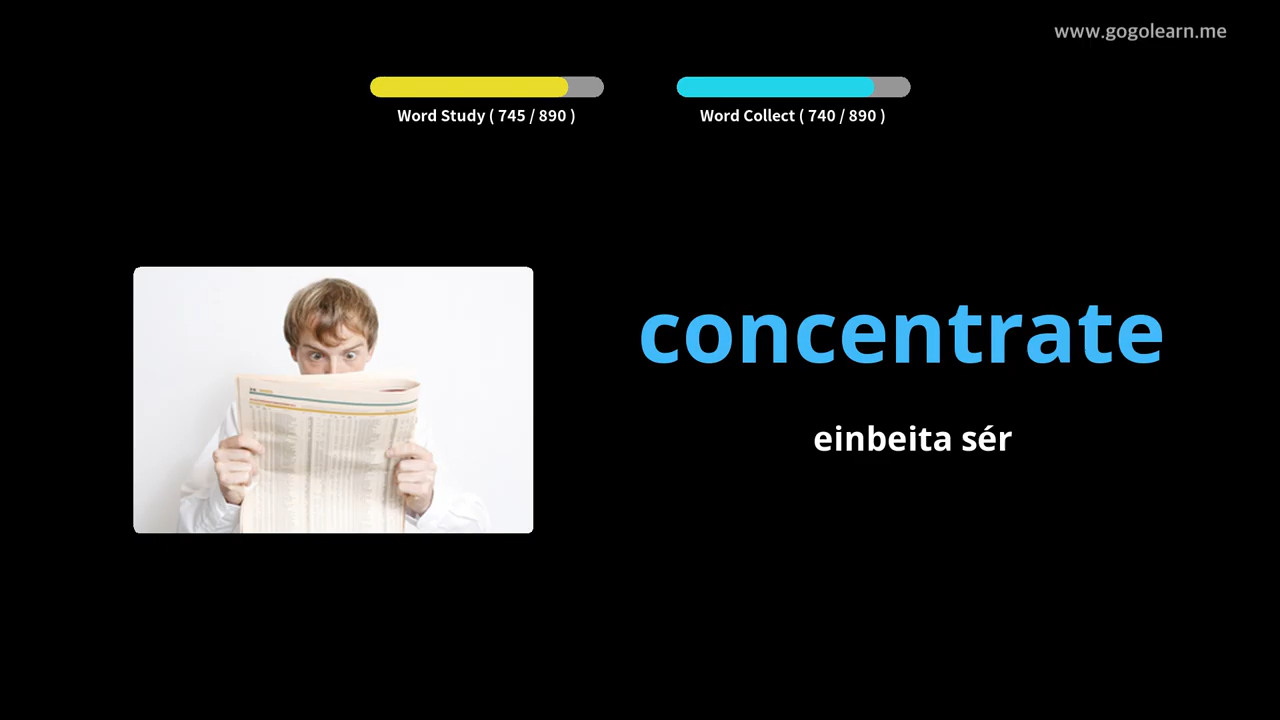 www.gogolearn.me
Word Study ( 745 / 890 )
Word Collect ( 740 / 890 )
concentrate
einbeita sér